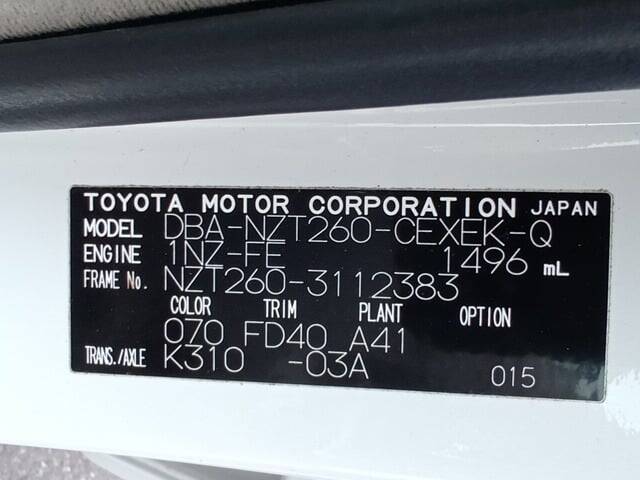 TOYOTA MOTOR CORPORATION JAPAN
MODEL DBA-NZT260-CEXEK-Q
ENGINE 1NZ-FE 1496 mL
FRAME No. NZT260-3112383
COLOR TRIM PLANT OPTION
070 FD40 A41
TRANS./AXLE K310 -03A 015